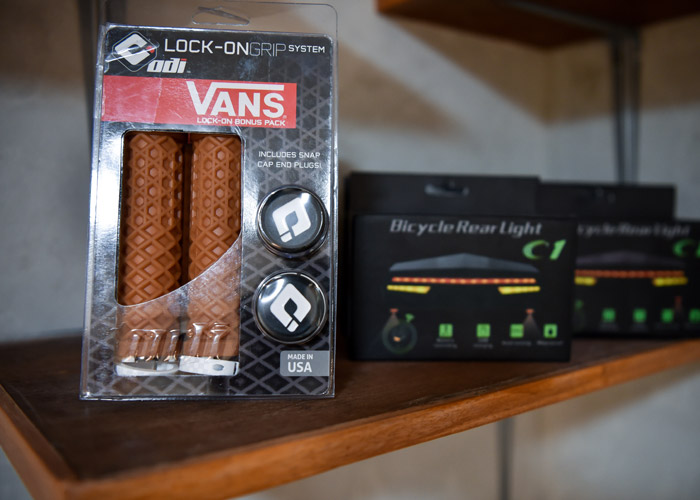 LOCK-ONGRIP SYSTEM
ODI
VANS
LOCK-ON BONUS PACK
INCLUDES SNAP
CAP END PLUGS!
MADE IN
USA
Bicycle Rear Light
C1
Bicycle Rear Light
C1